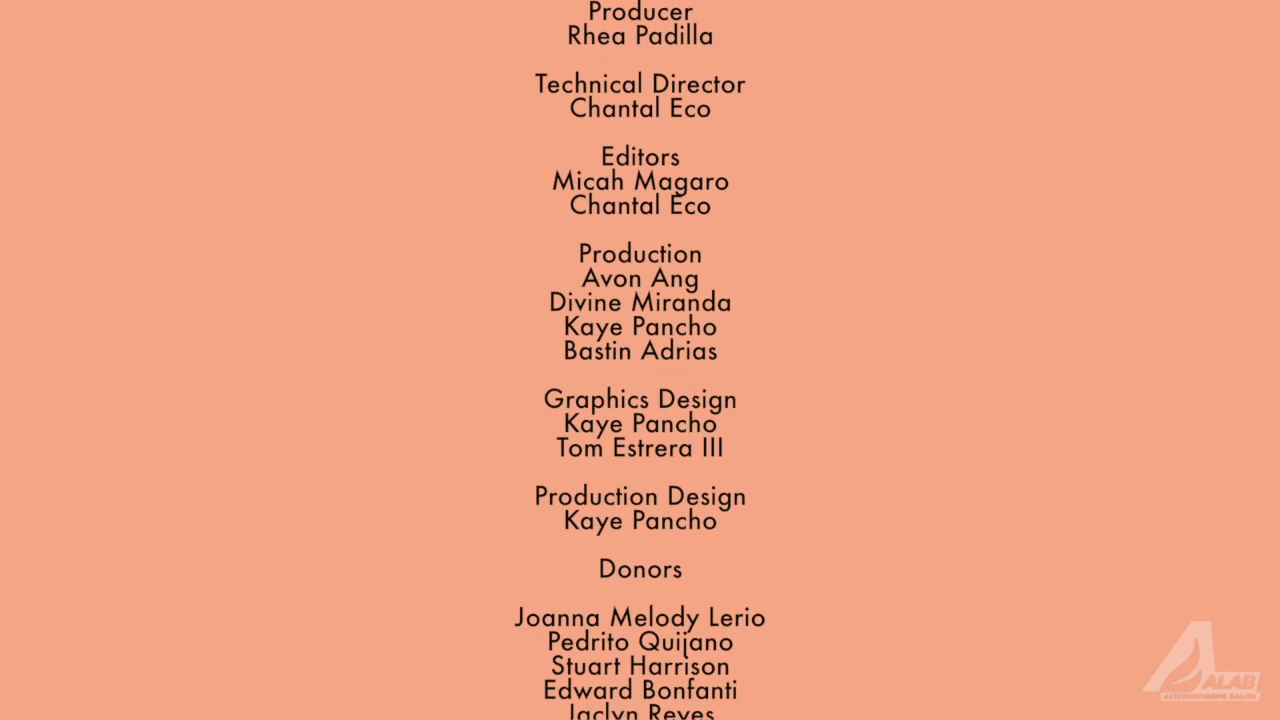 Producer
Rhea Padilla
Technical Director
Chantal Eco
Editors
Micah Magaro
Chantal Eco
Production
Avon Ang
Divine Miranda
Kaye Pancho
Bastin Adrias
Graphics Design
Kaye Pancho
Tom Estrera III
Production Design
Kaye Pancho
Donors
Joanna Melody Lerio
Pedrito Quijano
Stuart Harrison
Edward Bonfanti
Jaclyn Reyes
ALAB